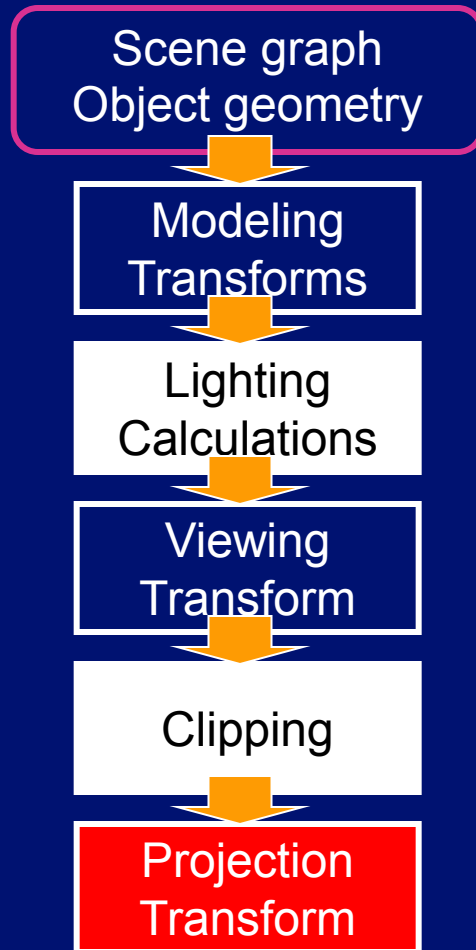 Scene graph
Object geometry
Modeling
Transforms
Lighting
Calculations
Viewing
Transform
Clipping
Projection
Transform